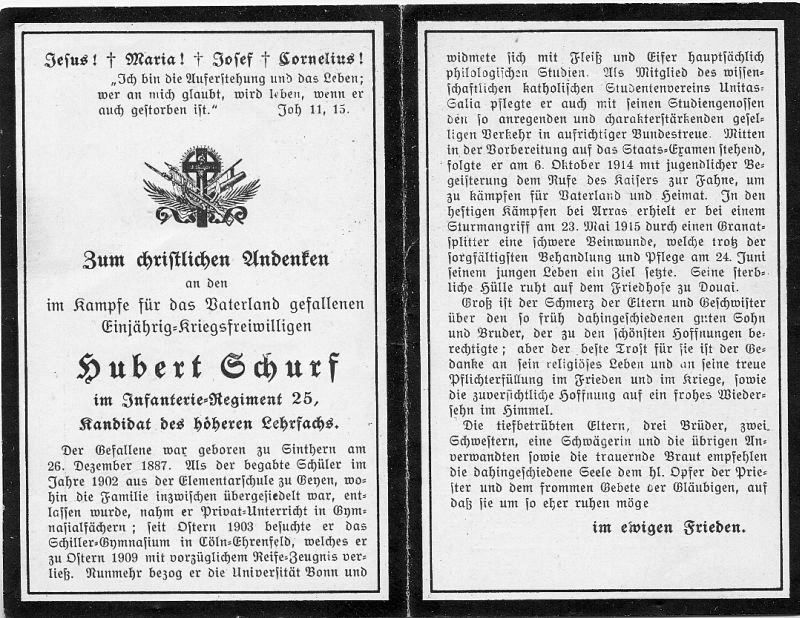 Jesus! † Maria! † Josef † Cornelius!
„Ich bin die Auferstehung und das Leben;
wer an mich glaubt, wird leben, wenn er
auch gestorben ist.“ Joh 11, 15.
Zum christlichen Andenken
an den
im Kampfe für das Vaterland gefallenen
Einjährig-Kriegsfreiwilligen
Hubert Schurf
im Infanterie-Regiment 25,
Kandidat des höheren Lehrfachs.
Der Gefallene war geboren zu Sinthern am
26. Dezember 1887. Als der begabte Schüler im
Jahre 1902 aus der Elementarschule zu Geyen, wo-
hin die Familie inzwischen übergesiedelt war, ent-
lassen wurde, nahm er Privat-Unterricht in Gym-
nasialfächern; seit Ostern 1903 besuchte er das
Schiller-Gymnasium in Cöln-Ehrenfeld, welches er
zu Ostern 1909 mit vorzüglichem Reife-Zeugnis ver-
ließ. Nunmehr bezog er die Universität Bonn und
widmete sich mit Fleiß und Eifer hauptsächlich
philologischen Studien. Als Mitglied des wissen-
schaftlichen katholischen Studentenvereins Unitas-
Salia pflegte er auch mit seinen Studiengenossen
den so anregenden und charakterstärkenden gesel-
ligen Verkehr in aufrichtiger Bundestreue. Mitten
in der Vorbereitung auf das Staats-Examen stehend,
folgte er am 6. Oktober 1914 mit jugendlicher Be-
geisterung dem Rufe des Kaisers zur Fahne, um
zu kämpfen für Vaterland und Heimat. In den
heftigen Kämpfen bei Arras erhielt er bei einem
Sturmangriff am 23. Mai 1915 durch einen Granat-
splitter eine schwere Beinwunde, welche trotz der
sorgfältigsten Behandlung und Pflege am 24. Juni
seinem jungen Leben ein Ziel setzte. Seine sterb-
liche Hülle ruht auf dem Friedhofe zu Douai.
Groß ist der Schmerz der Eltern und Geschwister
über den so früh dahingeschiedenen guten Sohn
und Bruder, der zu den schönsten Hoffnungen be-
rechtigte; aber der beste Trost für sie ist der Ge-
danke an sein religiöses Leben und an seine treue
Pflichterfüllung im Frieden und im Kriege, sowie
die zuversichtliche Hoffnung auf ein frohes Wieder-
sehn im Himmel.
Die tiefbetrübten Eltern, drei Brüder, zwei
Schwestern, eine Schwägerin und die übrigen An-
verwandten sowie die trauernde Braut empfehlen
die dahingeschiedene Seele dem hl. Opfer der Prie-
ster und dem frommen Gebete der Gläubigen, auf
daß sie um so eher ruhen möge
im ewigen Frieden.